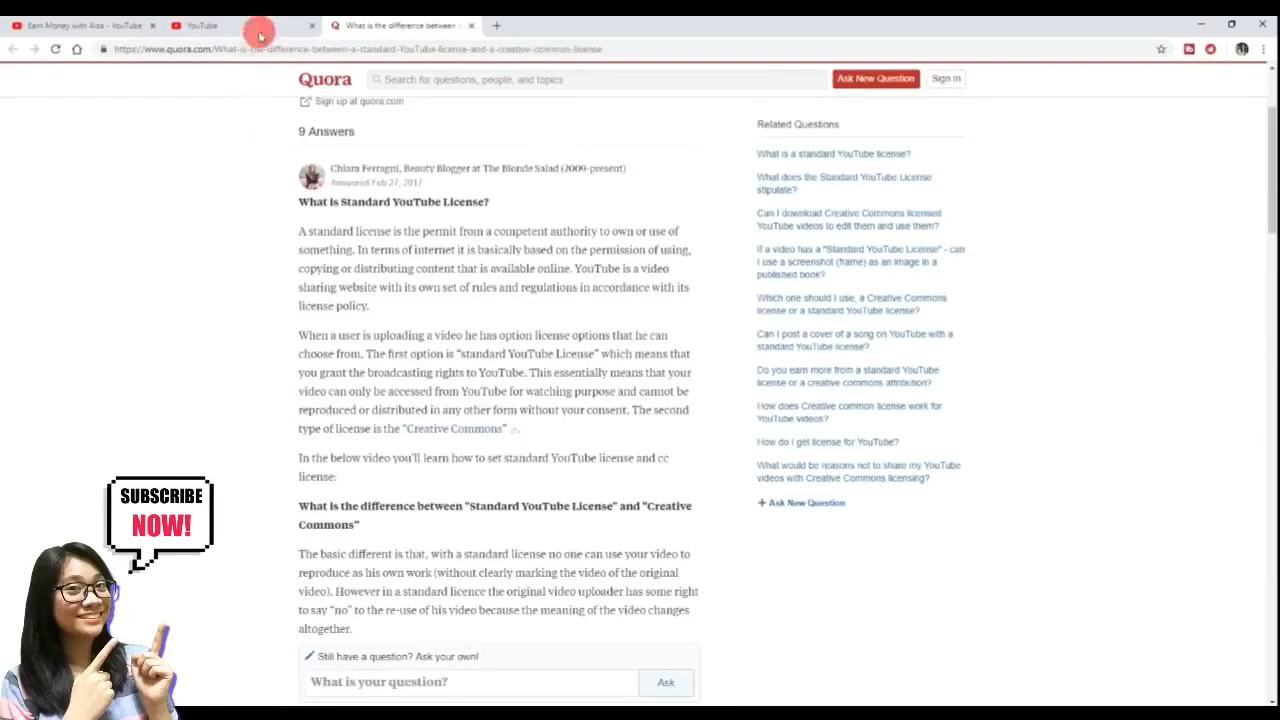 Earn Money with Aiza - YouTube
YouTube
What is the difference between
https://www.quora.com/What-is-the-difference-between-a-standard-YouTube-license-and-a-creative-common-license
Quora
Search for questions, people, and topics
Ask New Question
Sign In
Sign up at quora.com
9 Answers
Chiara Ferragni, Beauty Blogger at The Blonde Salad (2009-present)
Answered Feb 27, 2017
What is Standard YouTube License?
A standard license is the permit from a competent authority to own or use of
something. In terms of internet it is basically based on the permission of using,
copying or distributing content that is available online. YouTube is a video
sharing website with its own set of rules and regulations in accordance with its
license policy.
When a user is uploading a video he has option license options that he can
choose from. The first option is "standard YouTube License" which means that
you grant the broadcasting rights to YouTube. This essentially means that your
video can only be accessed from YouTube for watching purpose and cannot be
reproduced or distributed in any other form without your consent. The second
type of license is the "Creative Commons" .
In the below video you'll learn how to set standard YouTube license and cc
license:
What is the difference between "Standard YouTube License" and "Creative
Commons"
The basic different is that, with a standard license no one can use your video to
reproduce as his own work (without clearly marking the video of the original
video). However in a standard licence the original video uploader has some right
to say "no" to the re-use of his video because the meaning of the video changes
altogether.
Still have a question? Ask your own!
What is your question?
Ask
Related Questions
What is a standard YouTube license?
What does the Standard YouTube License
stipulate?
Can I download Creative Commons licensed
YouTube videos to edit them and use them?
If a video has a "Standard YouTube License" - can
I use a screenshot (frame) as an image in a
published book?
Which one should I use, a Creative Commons
license or a standard YouTube license?
Can I post a cover of a song on YouTube with a
standard YouTube license?
Do you earn more from a standard YouTube
license or a creative commons attribution?
How does Creative common license work for
YouTube videos?
How do I get license for YouTube?
What would be reasons not to share my YouTube
videos with Creative Commons licensing?
+ Ask New Question
SUBSCRIBE
NOW!